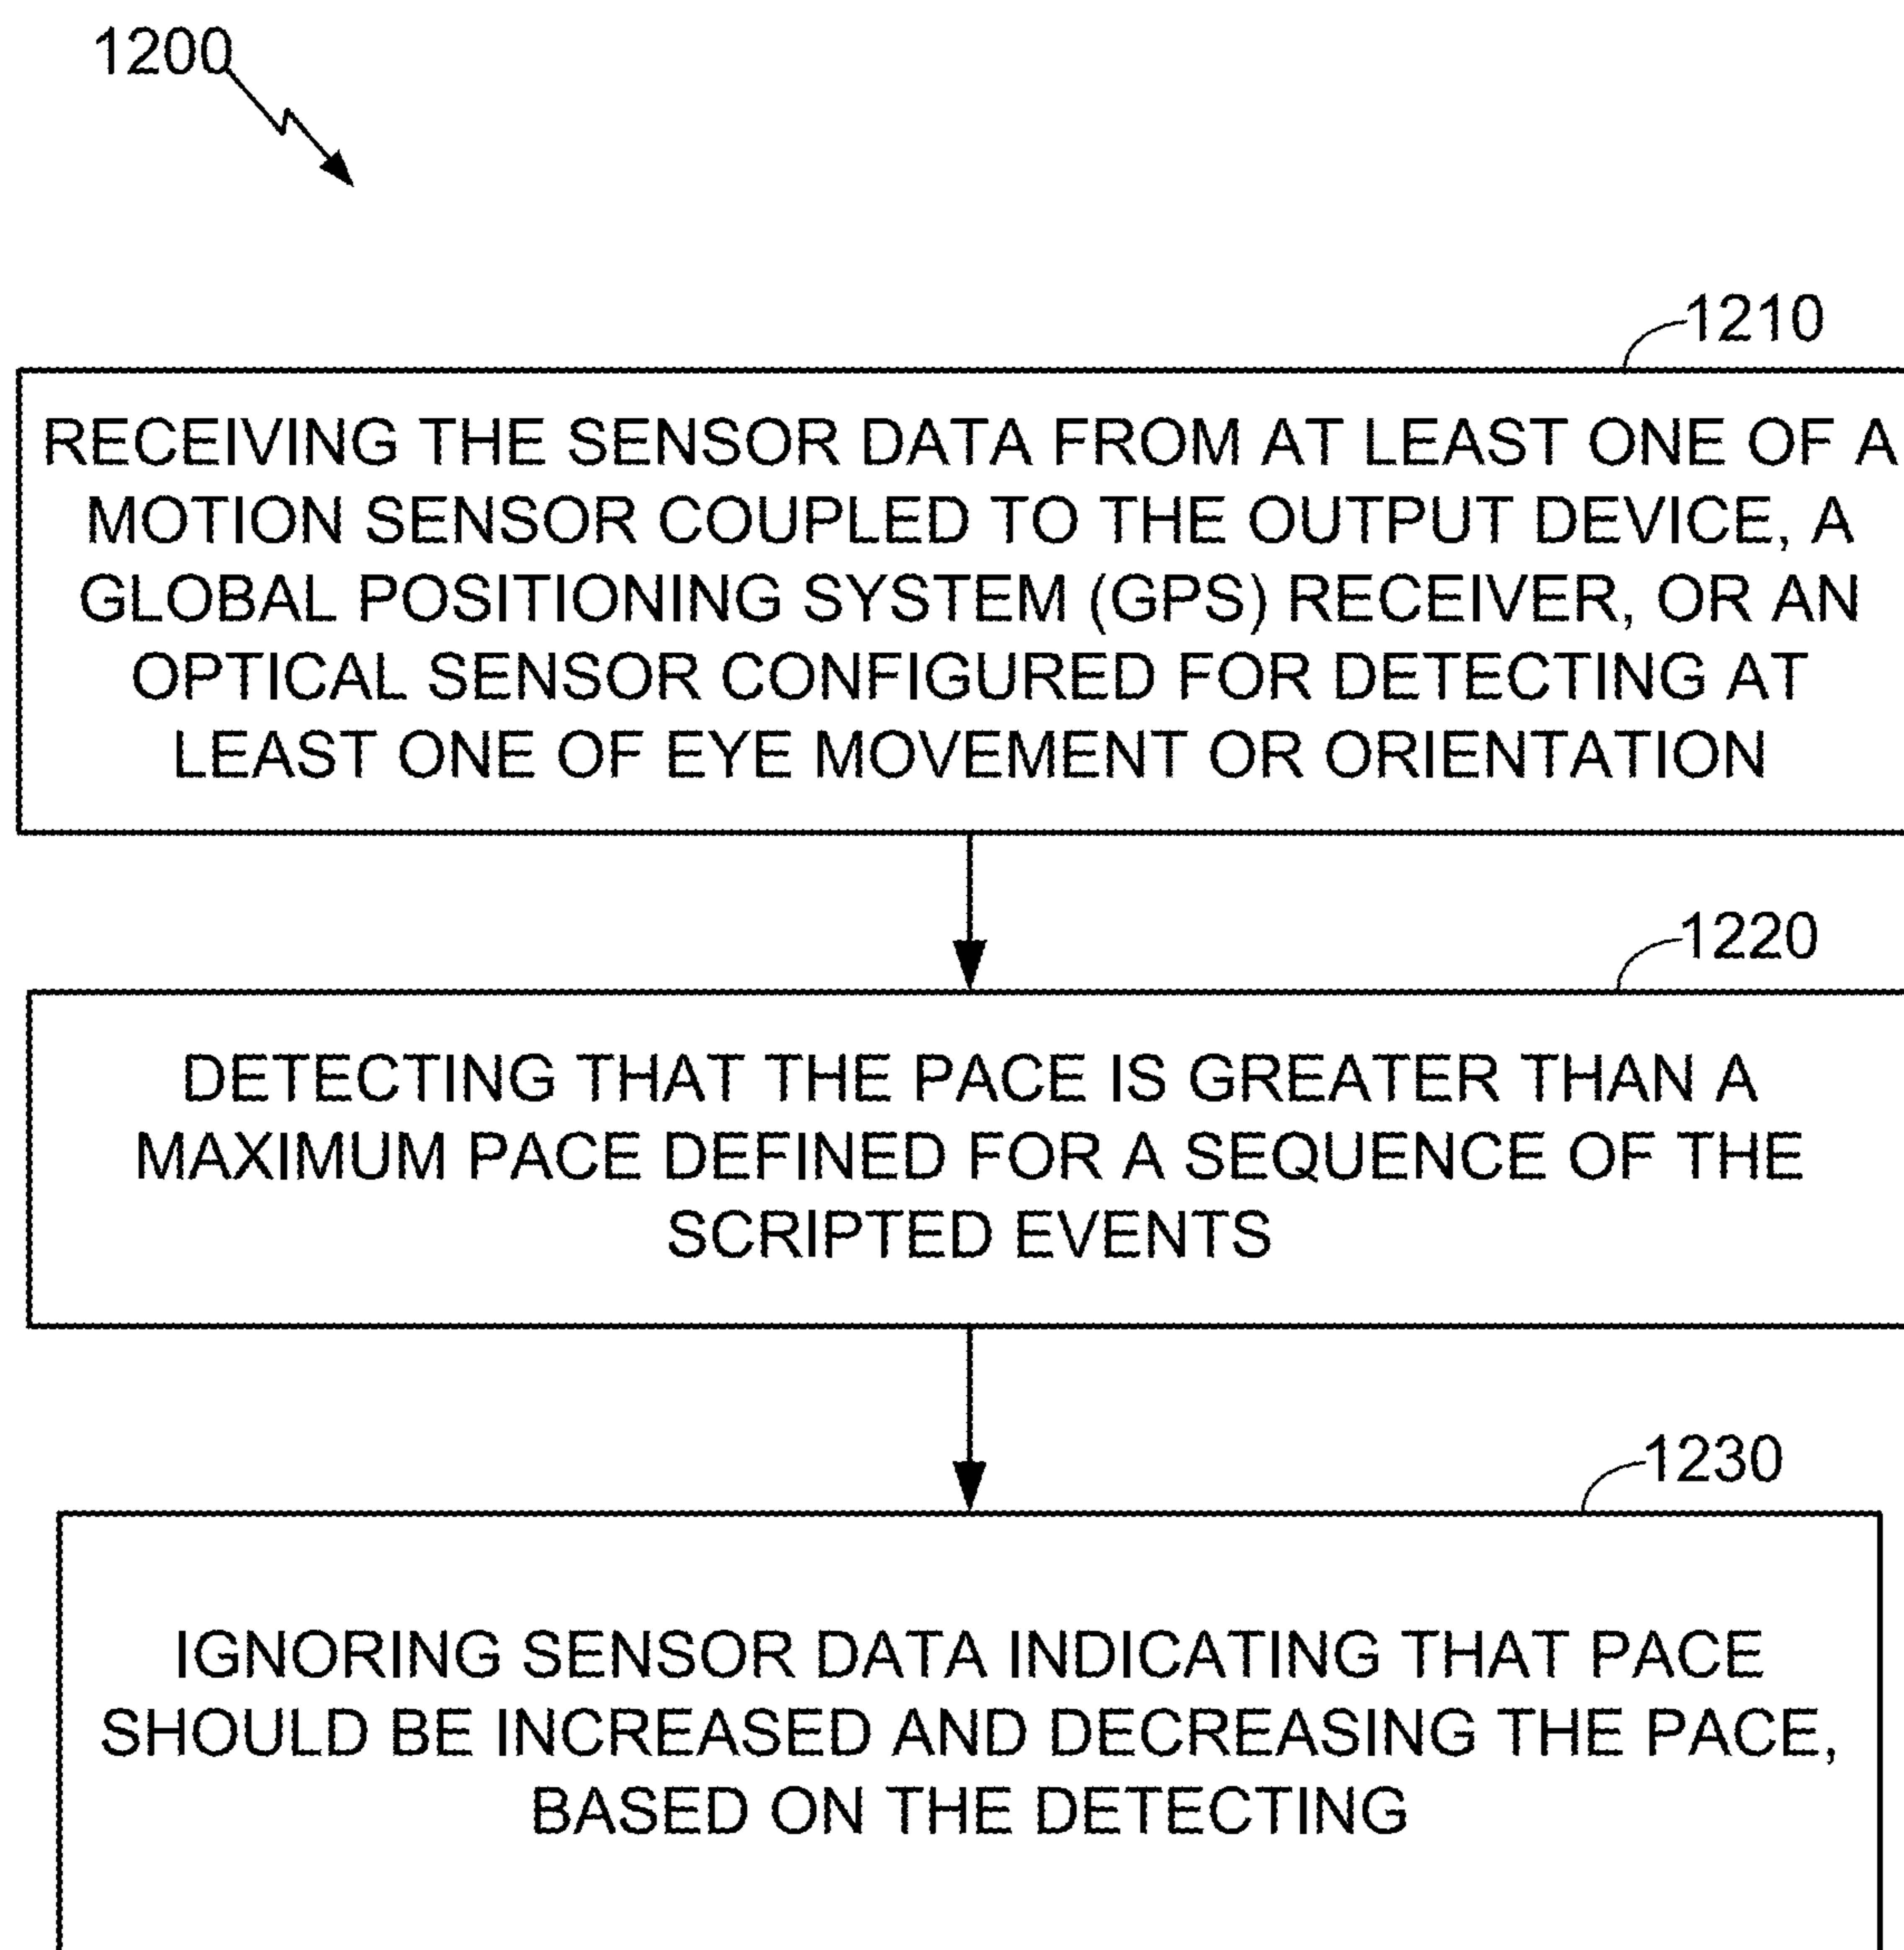 1200
1210
RECEIVING THE SENSOR DATA FROM AT LEAST ONE OF A
MOTION SENSOR COUPLED TO THE OUTPUT DEVICE, A
GLOBAL POSITIONING SYSTEM (GPS) RECEIVER, OR AN
OPTICAL SENSOR CONFIGURED FOR DETECTING AT
LEAST ONE OF EYE MOVEMENT OR ORIENTATION
1220
DETECTING THAT THE PACE IS GREATER THAN A
MAXIMUM PACE DEFINED FOR A SEQUENCE OF THE
SCRIPTED EVENTS
1230
IGNORING SENSOR DATA INDICATING THAT PACE
SHOULD BE INCREASED AND DECREASING THE PACE,
BASED ON THE DETECTING